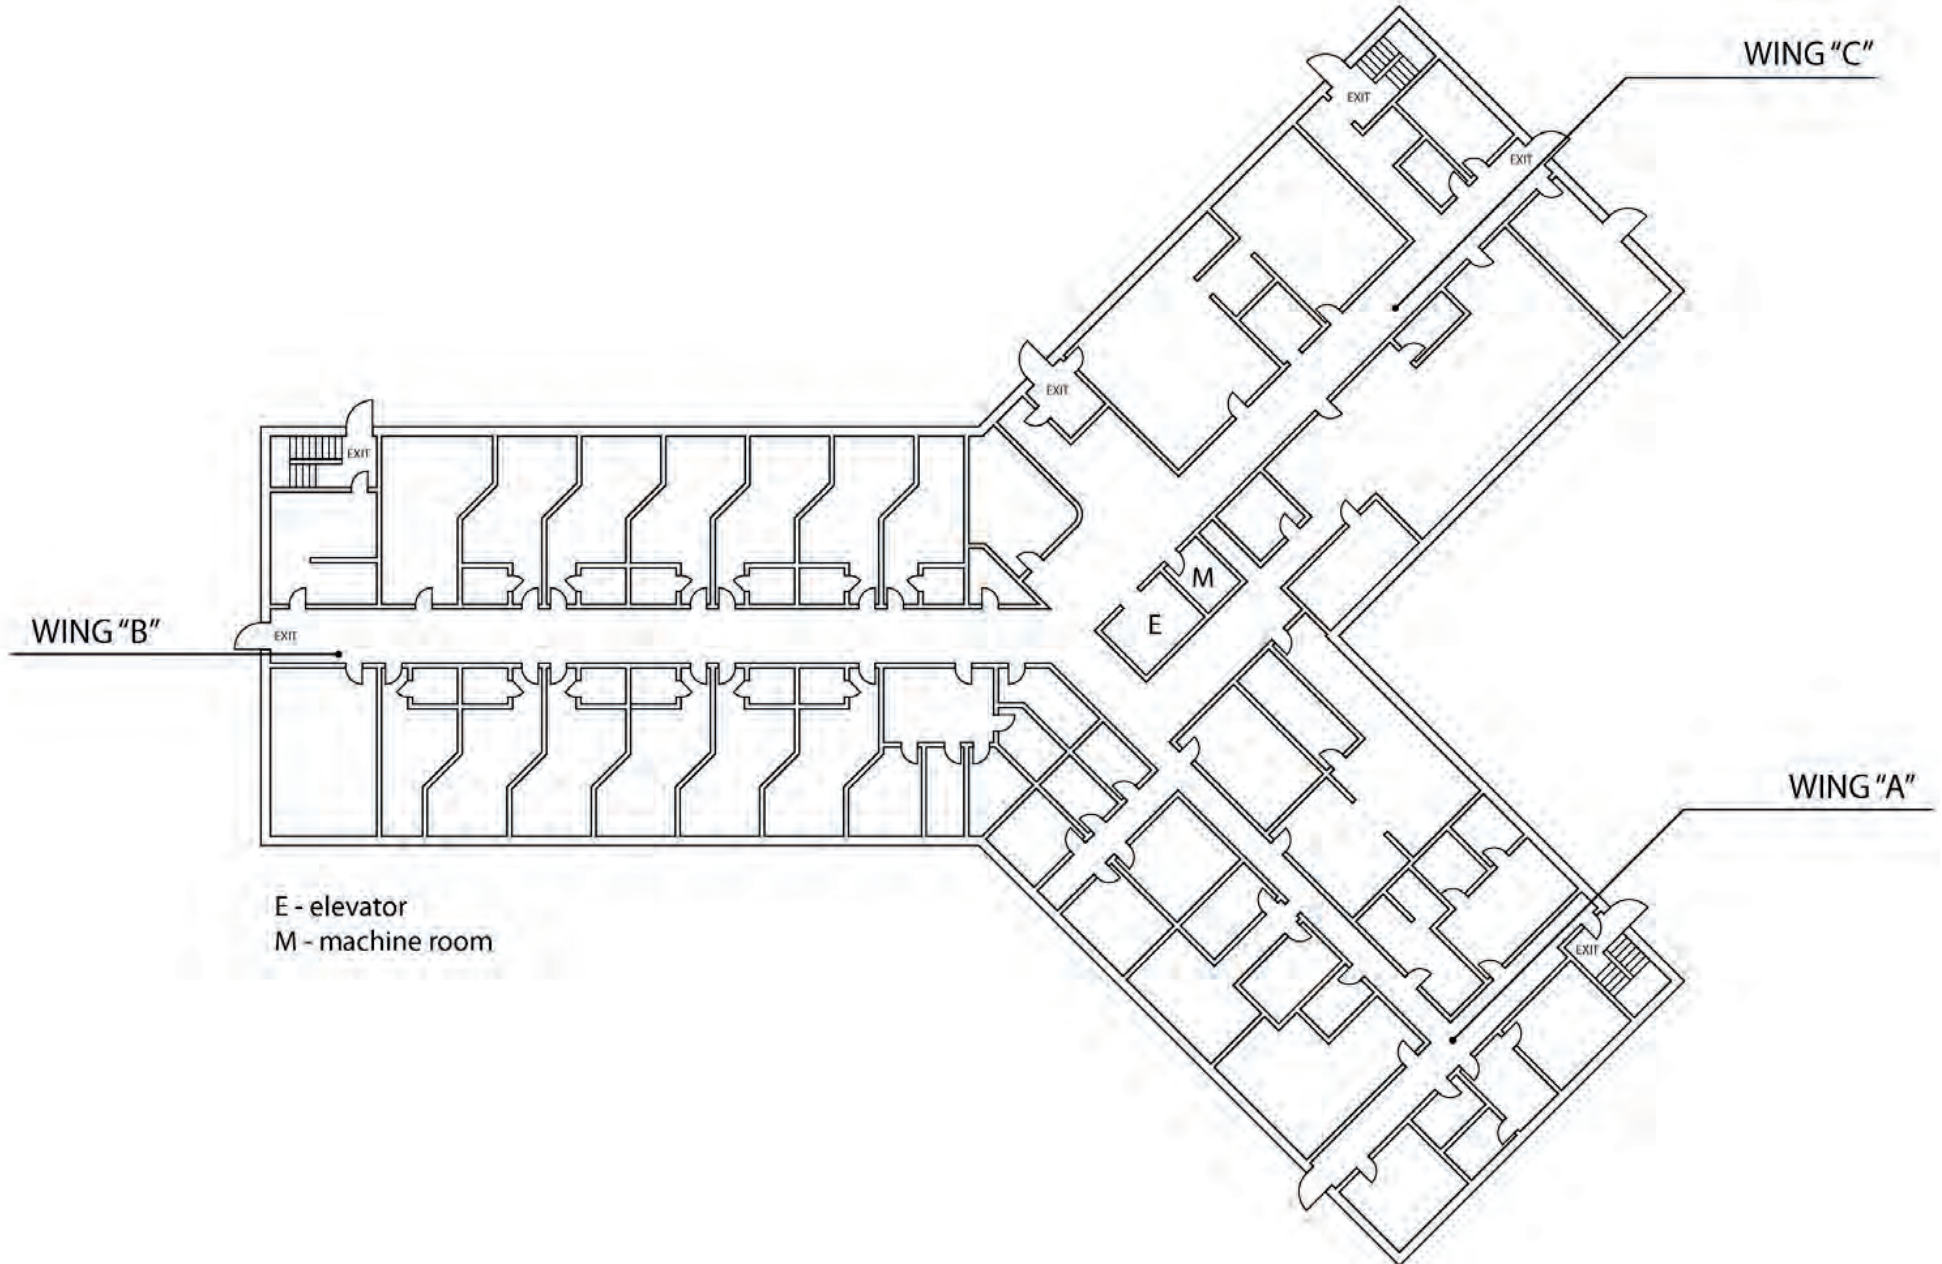 WING "C"
EXIT
EXIT
EXIT
EXIT
M
E
WING "B"
EXIT
WING "A"
E - elevator
M - machine room
EXIT